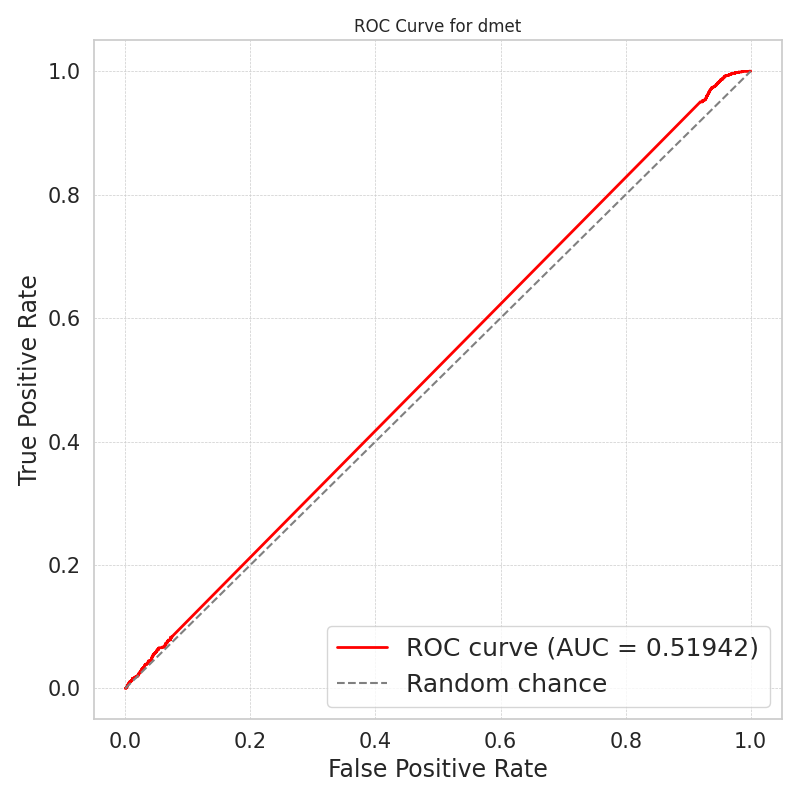 ROC Curve for dmet
True Positive Rate
1.0
0.8
0.6
0.4
0.2
0.0
ROC curve (AUC = 0.51942)
Random chance
0.0 0.2 0.4 0.6 0.8 1.0
False Positive Rate